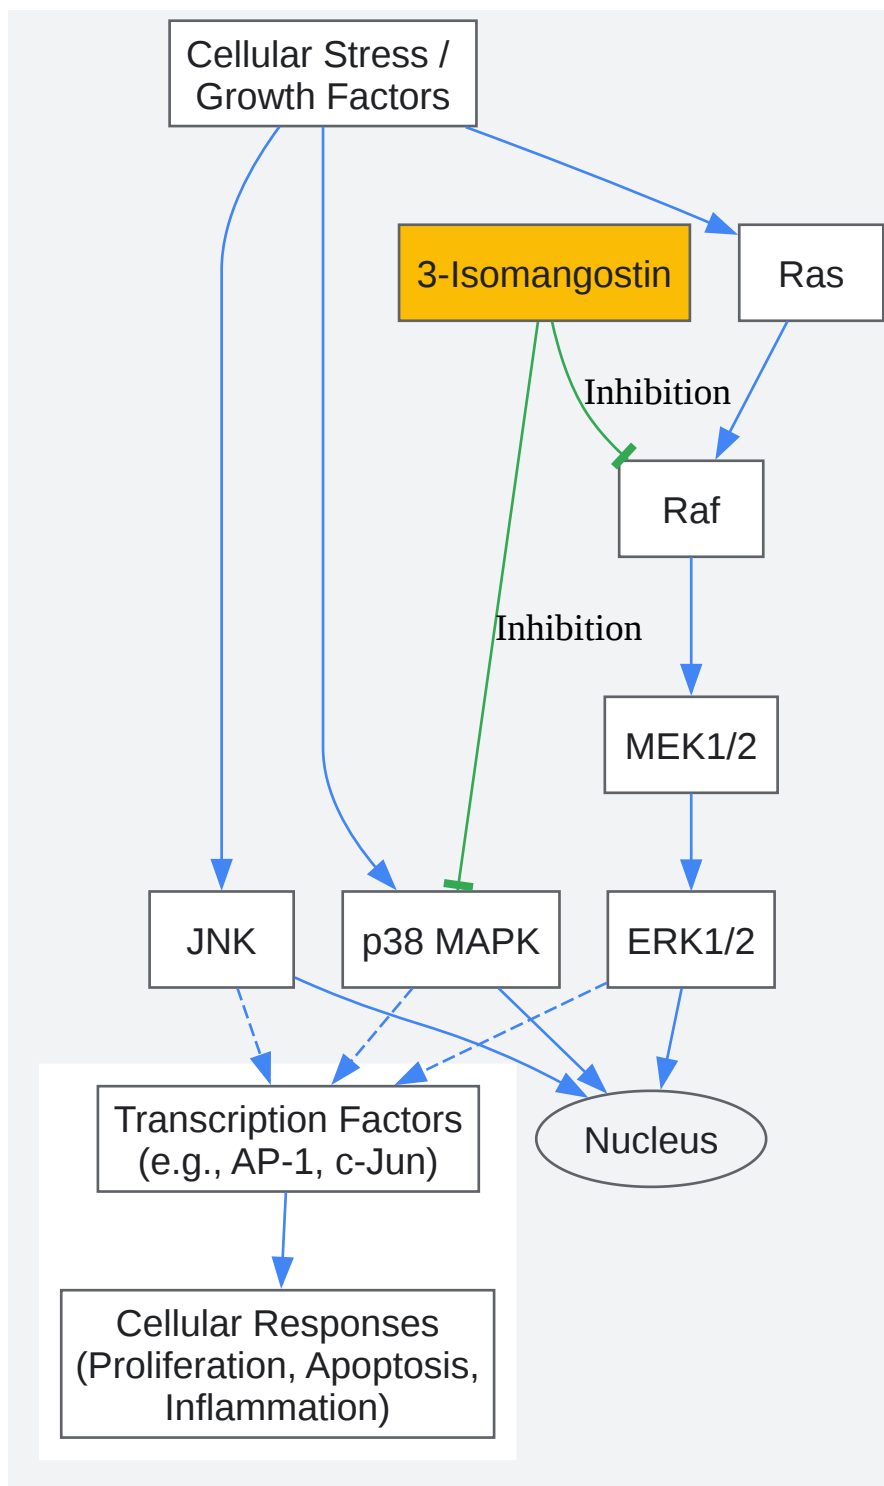 Cellular Stress /
Growth Factors
3-Isomangostin
Ras
Inhibition
Raf
Inhibition
MEK1/2
JNK
p38 MAPK
ERK1/2
Transcription Factors
(e.g., AP-1, c-Jun)
Nucleus
Cellular Responses
(Proliferation, Apoptosis,
Inflammation)